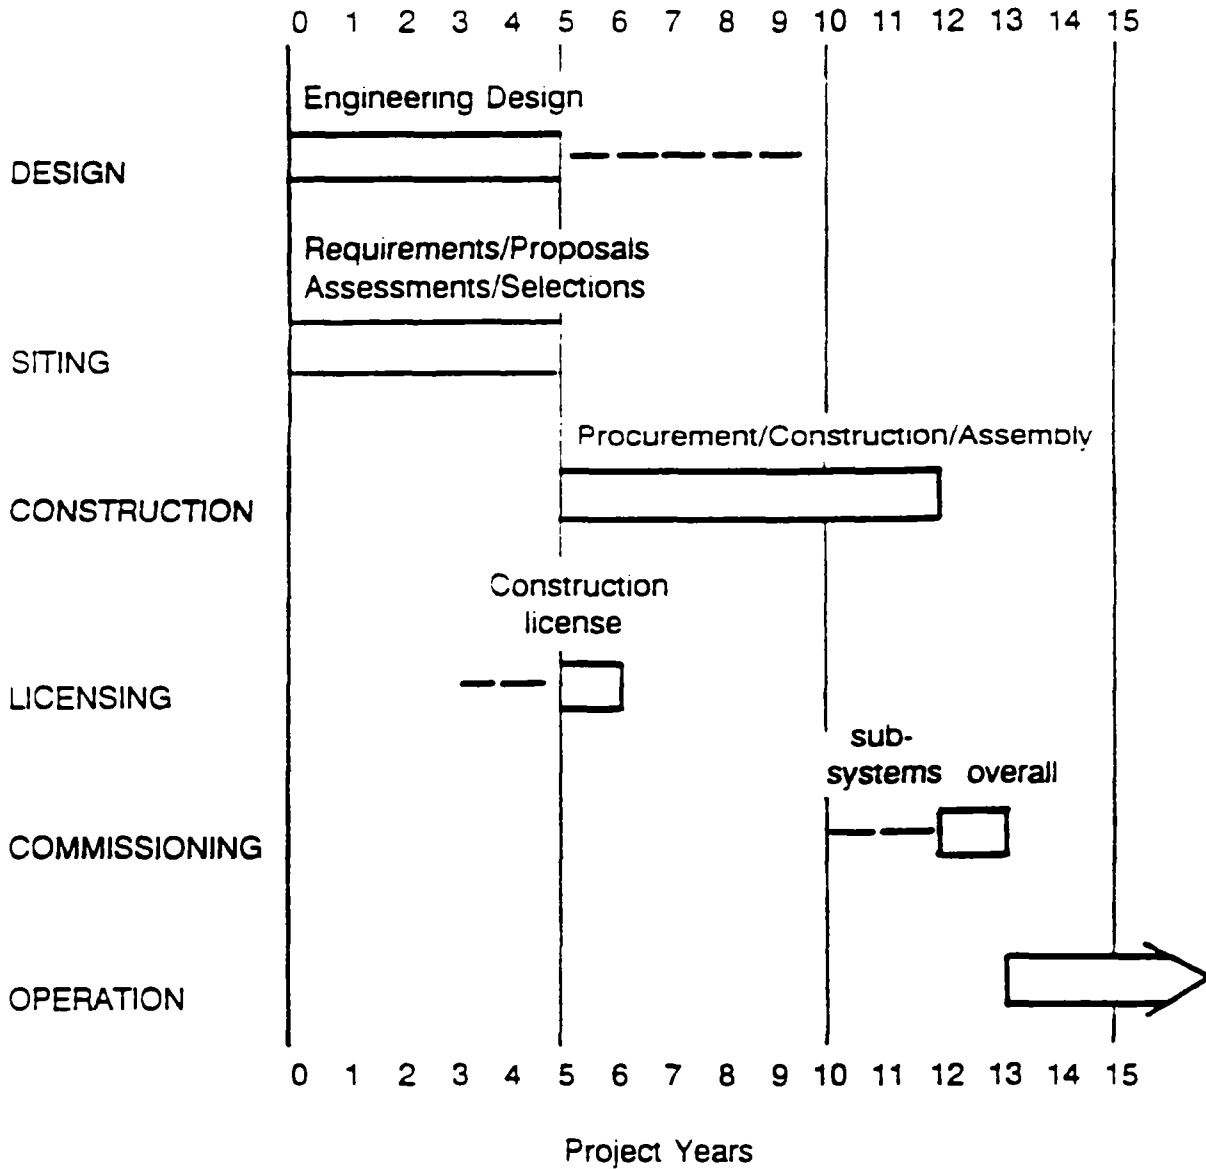 0 1 2 3 4 5 6 7 8 9 10 11 12 13 14 15
Engineering Design
DESIGN
Requirements/Proposals
Assessments/Selections
SITING
Procurement/Construction/Assembly
CONSTRUCTION
Construction
license
LICENSING
sub-
systems overall
COMMISSIONING
OPERATION
0 1 2 3 4 5 6 7 8 9 10 11 12 13 14 15
Project Years